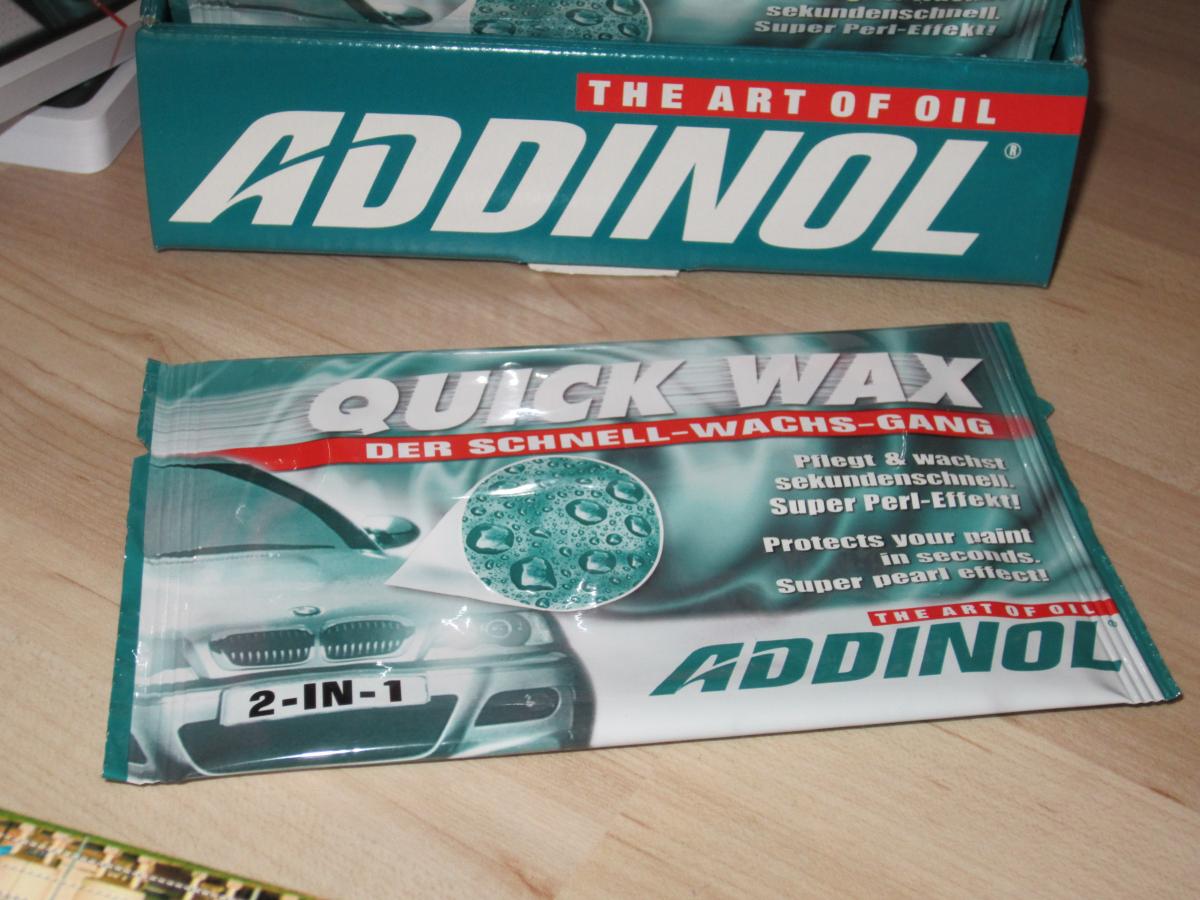 sekundenschnell.
Super Perl-Effekt!
THE ART OF OIL
ADDINOL®
QUICK WAX
DER SCHNELL-WACHS-GANG
Pflegt & wachst
sekundenschnell.
Super Perl-Effekt!
Protects your paint
in seconds.
Super pearl effect!
THE ART OF OIL
ADDINOL®
2-IN-1